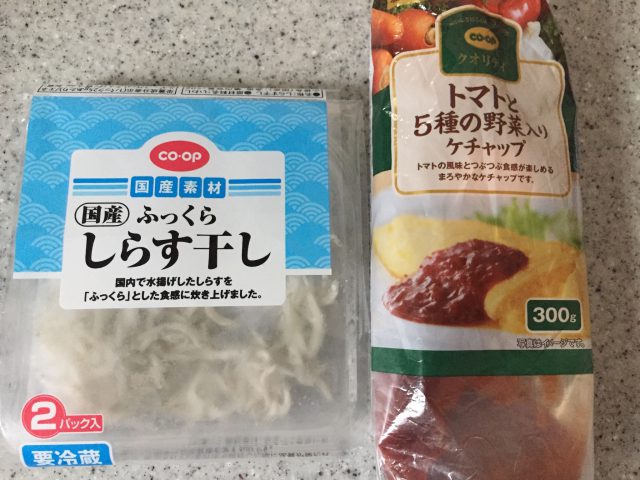 co-op
国産素材
国産 ふっくら
しらす干し
国内で水揚げしたしらすを
「ふっくら」とした食感に炊き上げました。
2パック入
要冷蔵
co-op
クオリティ
トマトと
5種の野菜入り
ケチャップ
トマトの風味とつぶつぶ食感が楽しめる
まろやかなケチャップです。
300g
写真はイメージです。